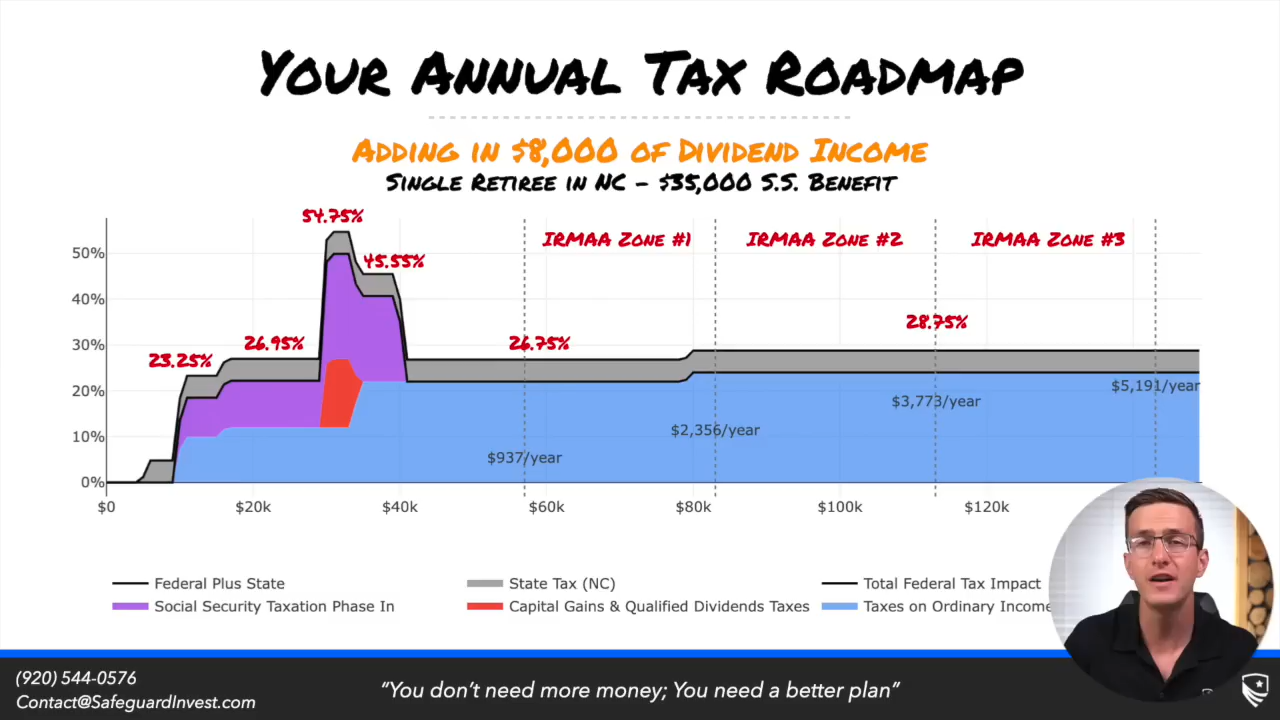 Your Annual Tax Roadmap
Adding in $8,000 of Dividend Income
Single Retiree in NC – $35,000 S.S. Benefit
54.75%
50%
IRMAA Zone #1
IRMAA Zone #2
IRMAA Zone #3
45.55%
40%
30%
23.25%
26.95%
26.75%
28.75%
20%
$5,191/year
$3,773/year
10%
$2,356/year
$937/year
0%
$0
$20k
$40k
$60k
$80k
$100k
$120k
Federal Plus State
State Tax (NC)
Total Federal Tax Impact
Social Security Taxation Phase In
Capital Gains & Qualified Dividends Taxes
Taxes on Ordinary Income
(920) 544-0576
Contact@SafeguardInvest.com
“You don’t need more money; You need a better plan”